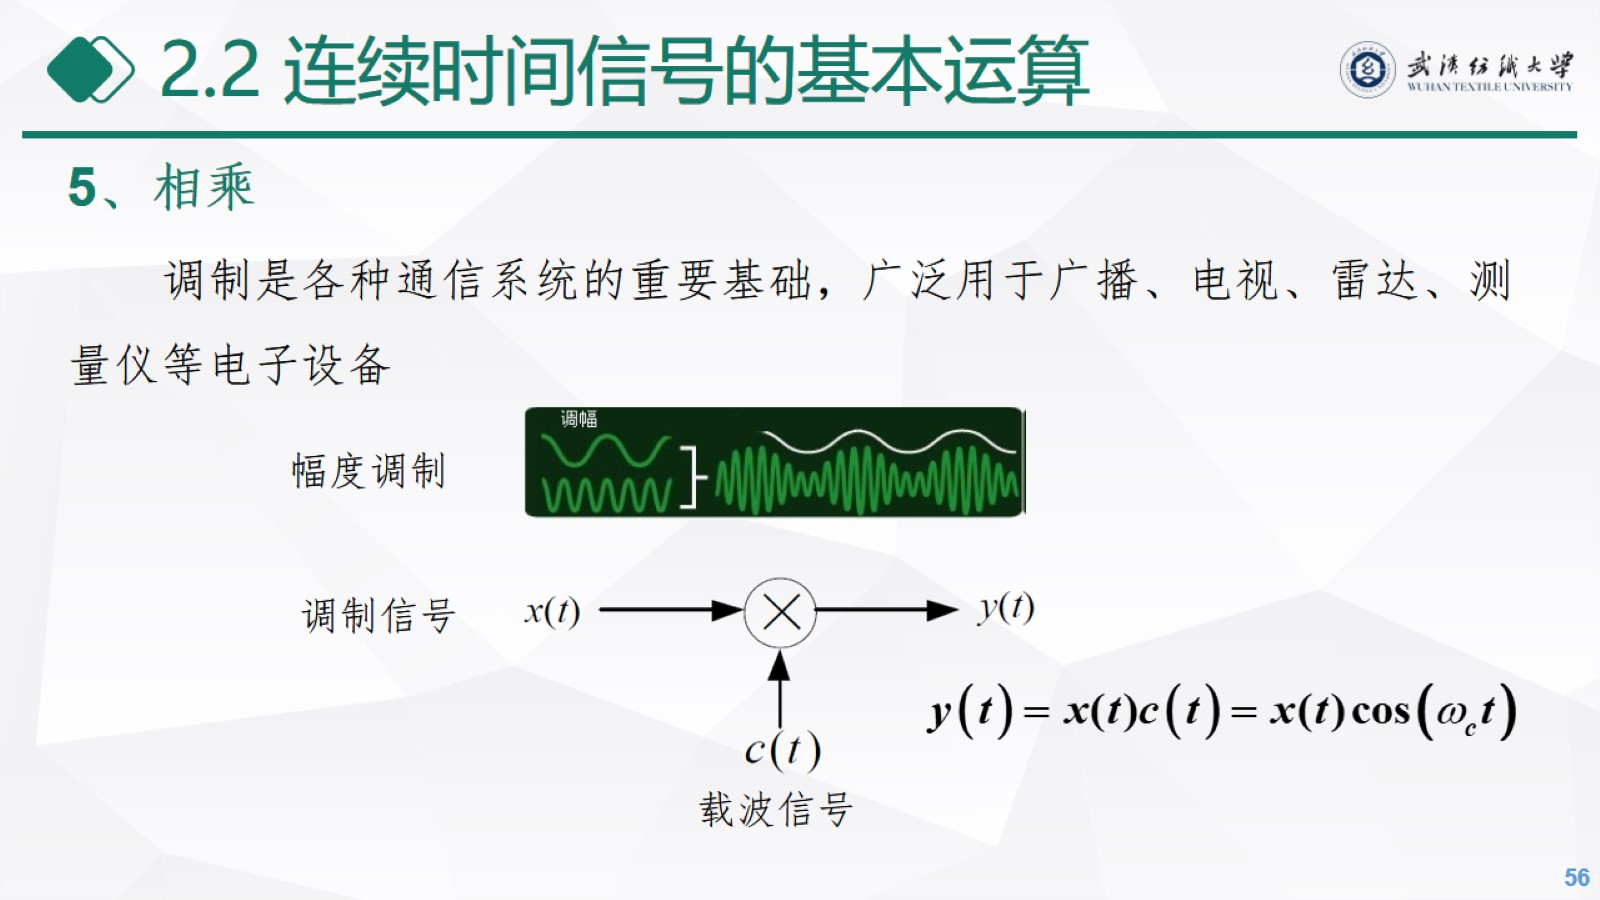 2.2 连续时间信号的基本运算
武汉纺织大学
WUHAN TEXTILE UNIVERSITY
5、相乘
调制是各种通信系统的重要基础，广泛用于广播、电视、雷达、测
量仪等电子设备
调幅
幅度调制
调制信号 x(t) y(t)
y(t) = x(t)c(t) = x(t)cos(ω_c t)
c(t)
载波信号
56